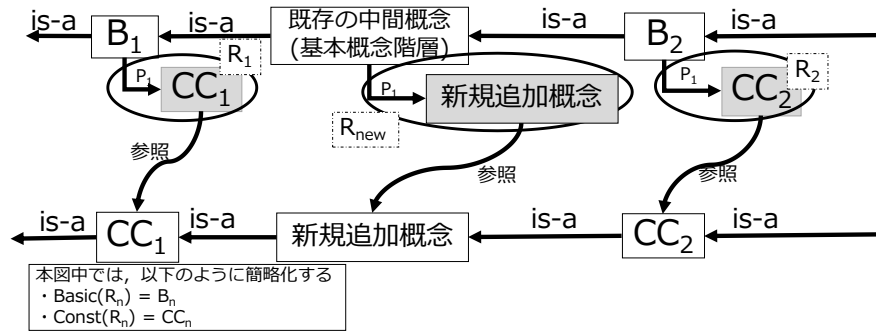 is-a
B1
is-a
既存の中間概念
(基本概念階層)
is-a
B2
is-a
P1
R1
CC1
P1
新規追加概念
Rnew
P1
R2
CC2
参照
参照
参照
is-a
CC1
is-a
新規追加概念
is-a
CC2
is-a
本図中では，以下のように簡略化する
・Basic(Rn) = Bn
・Const(Rn) = CCn